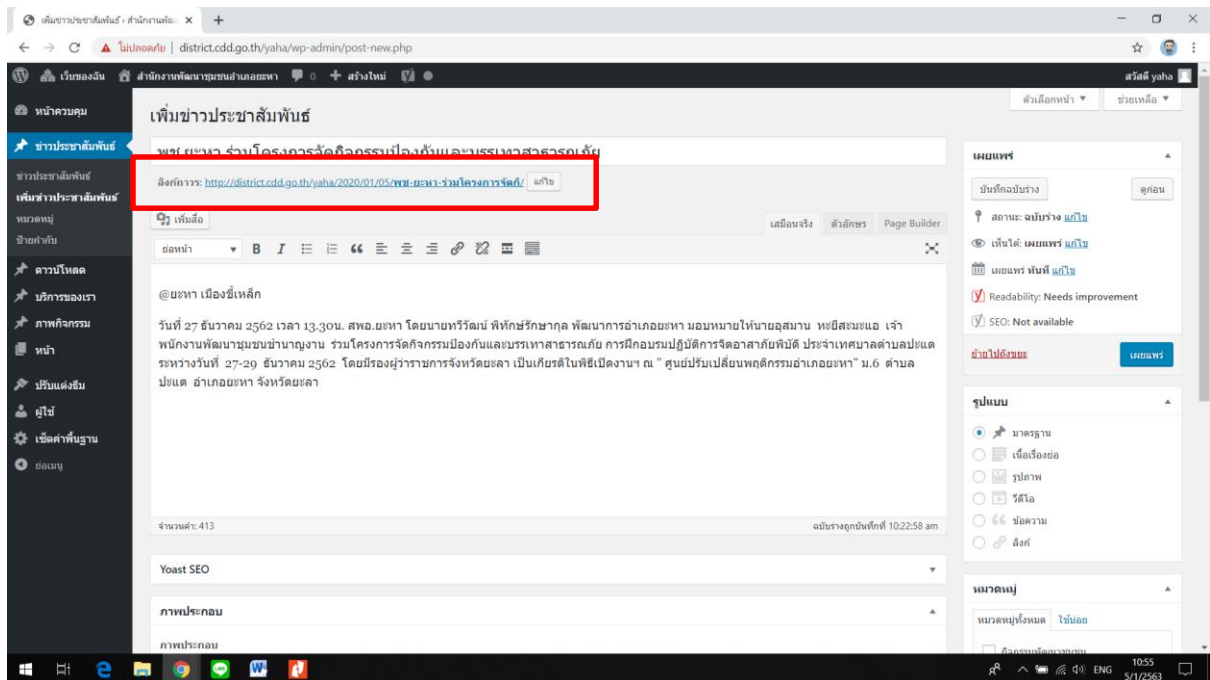 เพิ่มข่าวประชาสัมพันธ์ ‹ สำนักงานพัฒ
ไม่ปลอดภัย | district.cdd.go.th/yaha/wp-admin/post-new.php
เว็บของฉัน สำนักงานพัฒนาชุมชนอำเภอยะหา 0 + สร้างใหม่ สวัสดี yaha
ตัวเลือกหน้า ▼ ช่วยเหลือ ▼
หน้าควบคุม
ข่าวประชาสัมพันธ์
ข่าวประชาสัมพันธ์
เพิ่มข่าวประชาสัมพันธ์
หมวดหมู่
ป้ายกำกับ
ดาวน์โหลด
บริการของเรา
ภาพกิจกรรม
หน้า
ปรับแต่งธีม
ผู้ใช้
เซ็ตค่าพื้นฐาน
ย่อเมนู
เพิ่มข่าวประชาสัมพันธ์
พช.ยะหา ร่วมโครงการจัดกิจกรรมป้องกันและบรรเทาสาธารณภัย
ลิงก์ถาวร: http://district.cdd.go.th/yaha/2020/01/05/พช-ยะหา-ร่วมโครงการจัดกิ/ แก้ไข
เพิ่มสื่อ
เสมือนจริง ตัวอักษร Page Builder
ย่อหน้า ▼ B I
@ยะหา เมืองขี้เหล็ก
วันที่ 27 ธันวาคม 2562 เวลา 13.30น. สพอ.ยะหา โดยนายทวีวัฒน์ พิทักษ์รักษากุล พัฒนาการอำเภอยะหา มอบหมายให้นายอุสมาน หะยีสะมะแอ เจ้า
พนักงานพัฒนาชุมชนชำนาญงาน ร่วมโครงการจัดกิจกรรมป้องกันและบรรเทาสาธารณภัย การฝึกอบรมปฏิบัติการจิตอาสาภัยพิบัติ ประจำเทศบาลตำบลปะแต
ระหว่างวันที่ 27-29 ธันวาคม 2562 โดยมีรองผู้ว่าราชการจังหวัดยะลา เป็นเกียรติในพิธีเปิดงานฯ ณ " ศูนย์ปรับเปลี่ยนพฤติกรรมอำเภอยะหา" ม.6 ตำบล
ปะแต อำเภอยะหา จังหวัดยะลา
จำนวนคำ: 413 ฉบับร่างถูกบันทึกที่ 10:22:58 am
Yoast SEO
ภาพประกอบ
ภาพประกอบ
เผยแพร่
บันทึกฉบับร่าง ดูก่อน
สถานะ: ฉบับร่าง แก้ไข
เห็นได้: เผยแพร่ แก้ไข
เผยแพร่ ทันที แก้ไข
Readability: Needs improvement
SEO: Not available
ย้ายไปถังขยะ เผยแพร่
รูปแบบ
มาตรฐาน
เนื้อเรื่องย่อ
รูปภาพ
วีดีโอ
ข้อความ
ลิงก์
หมวดหมู่
หมวดหมู่ทั้งหมด ใช้บ่อย
กิจกรรมพัฒนาชุมชน
ENG 10:55
5/1/2563